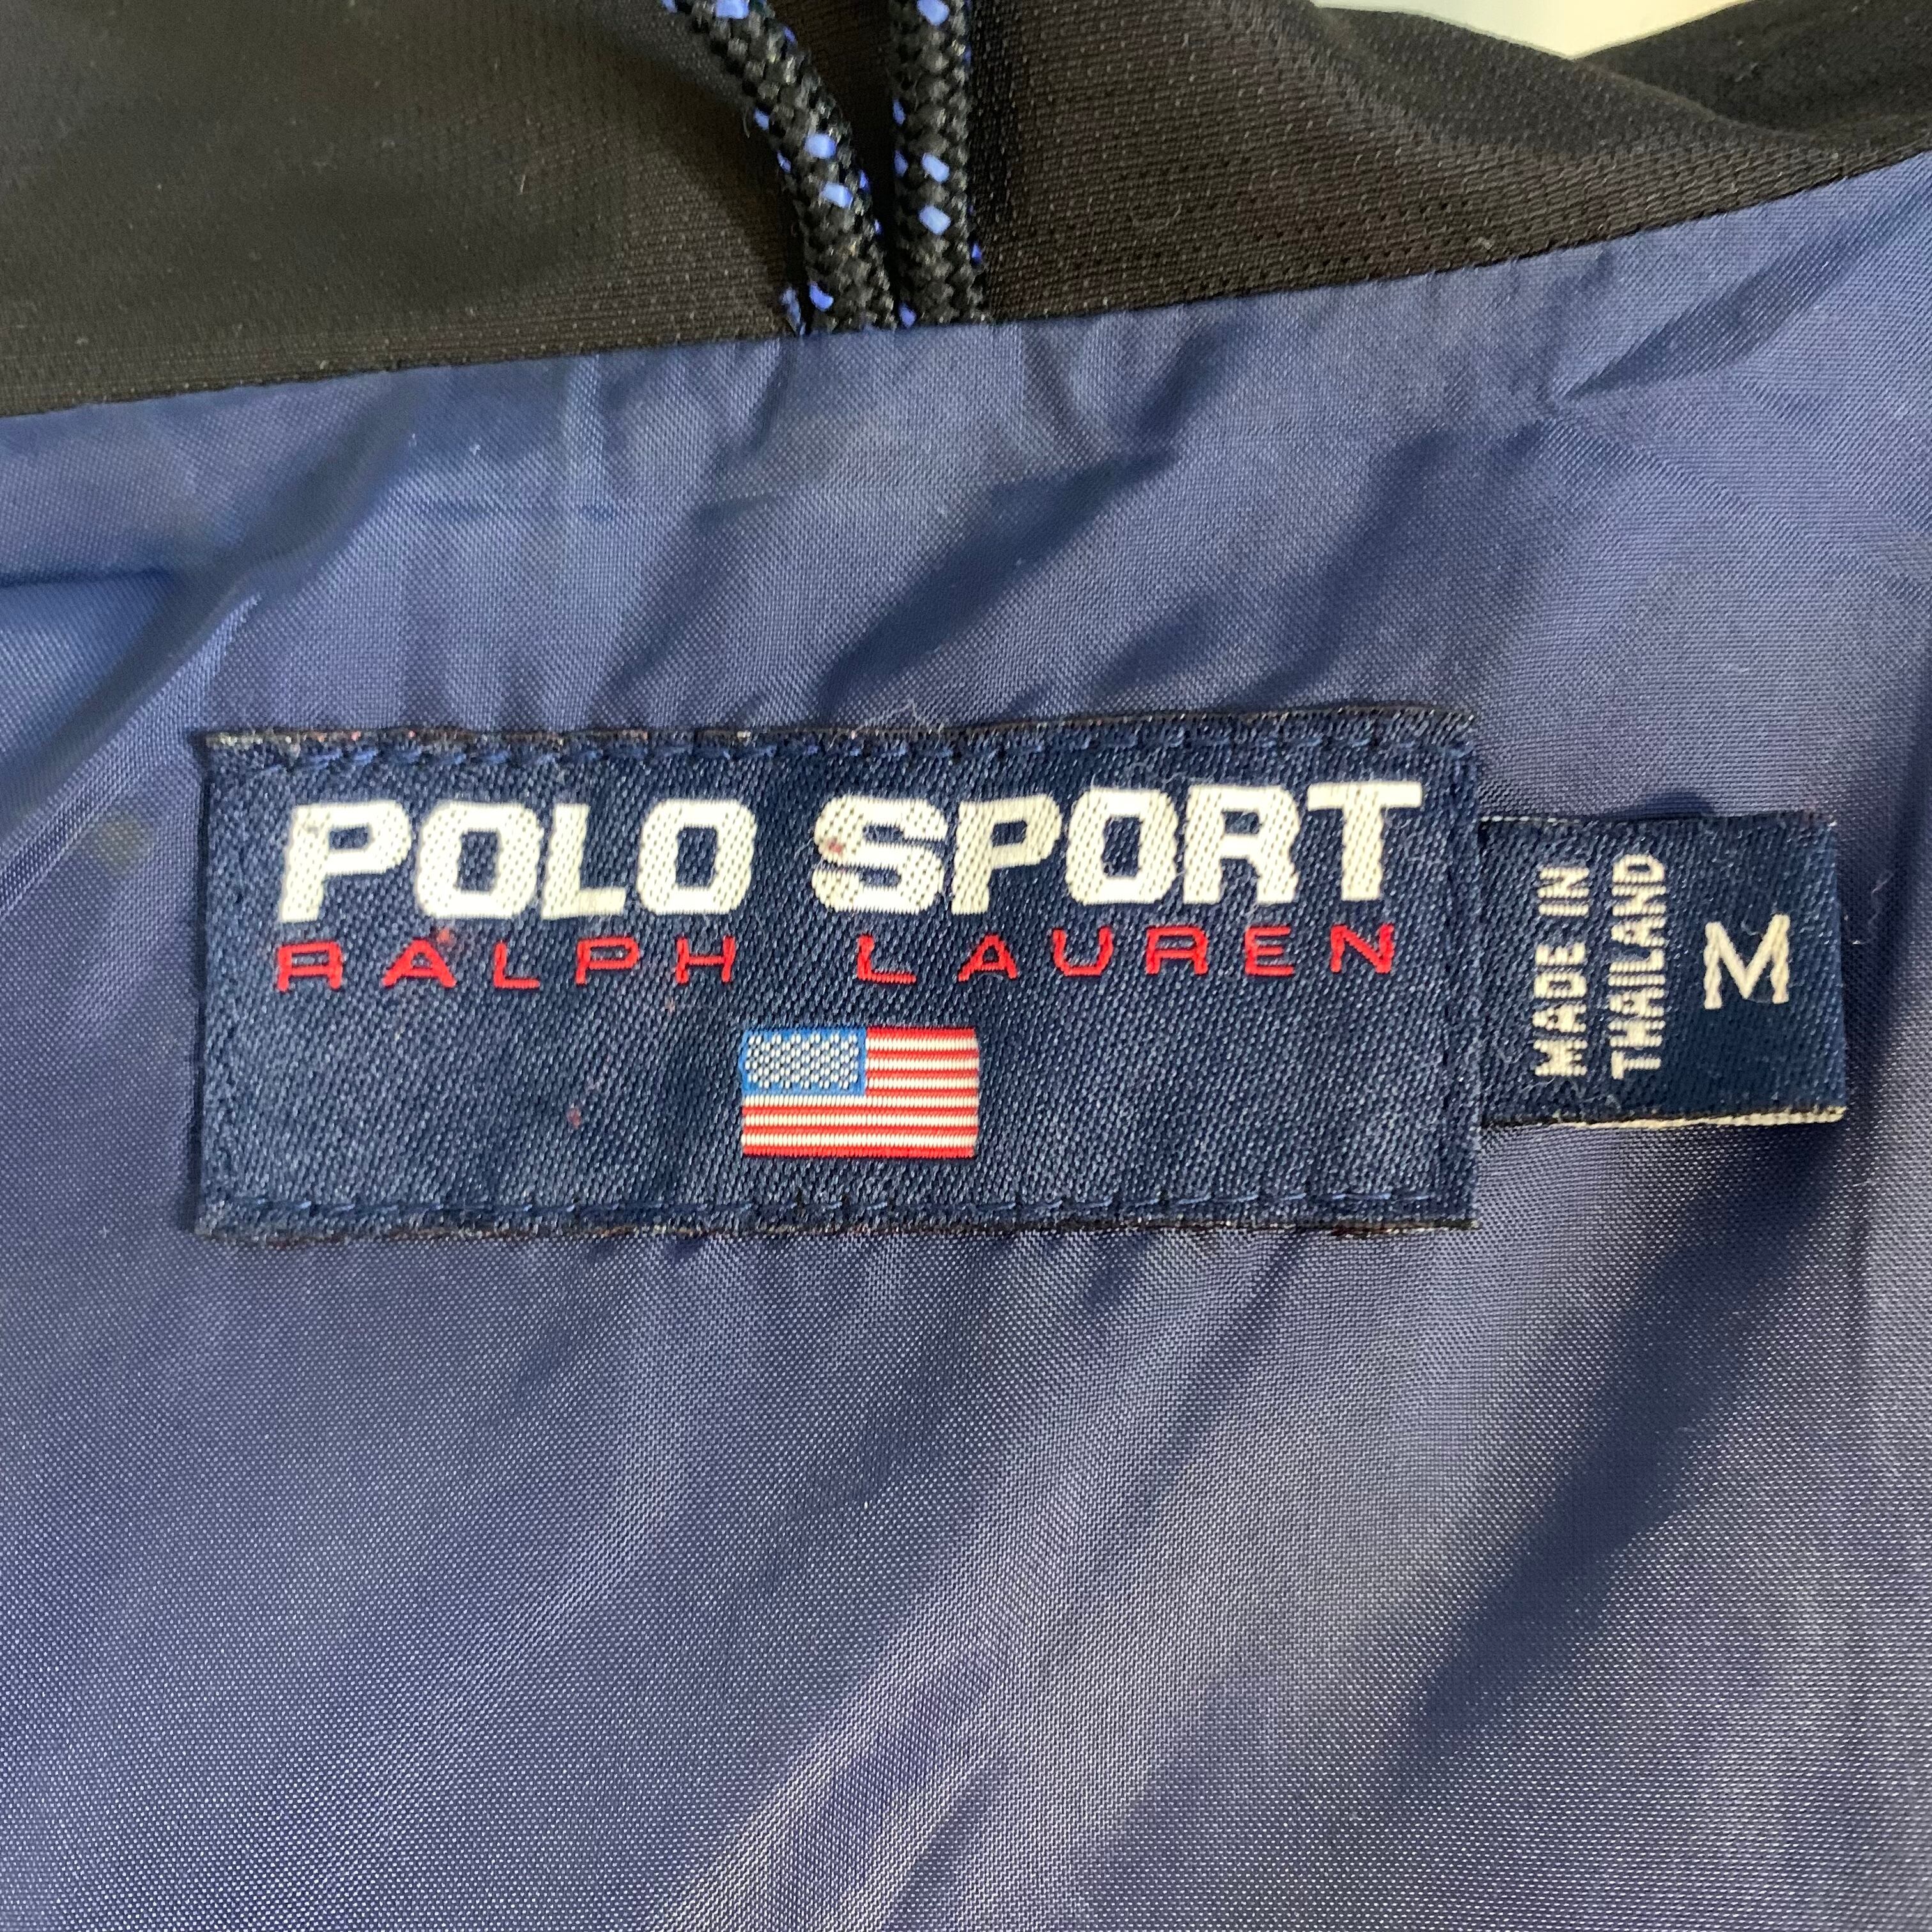 POLO SPORT
RALPH LAUREN
MADE IN
THAILAND
M